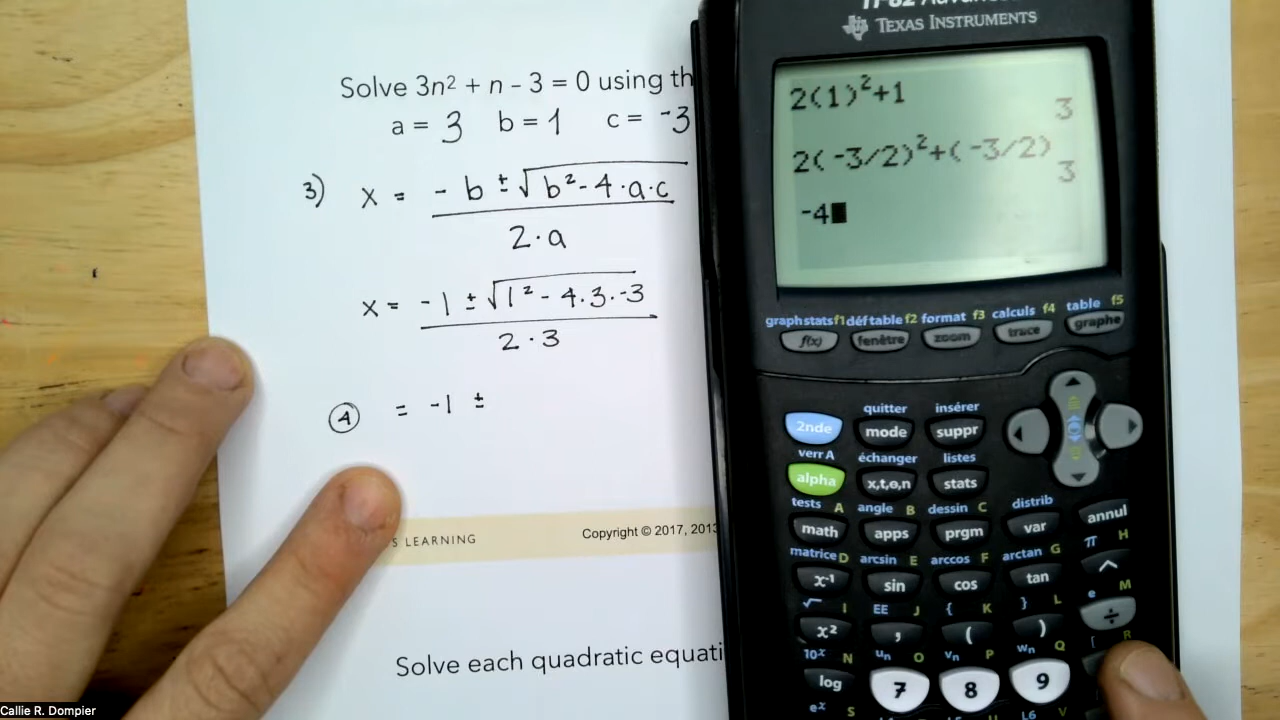 Solve 3n² + n - 3 = 0 using th
a = 3 b = 1 c = -3
3) x = - b ± √b² - 4·a·c
2·a
x = -1 ± √1² - 4·3·-3
2·3
④ = -1 ±
S LEARNING
Copyright © 2017, 201
Solve each quadratic equati
TEXAS INSTRUMENTS
2(1)²+1
3
2(-3/2)²+(-3/2)
3
-4
graph stats f1 déf table f2 format f3 calculs f4 table f5
f(x) fenêtre zoom trace graphe
quitter insérer
2nde mode suppr
verr A échanger listes
alpha x,t,θ,n stats
tests A angle B dessin C distrib
math apps prgm var annul
matrice D arcsin E arccos F arctan G π H
x⁻¹ sin cos tan ^
√ I EE J { K } L e M
x² , ( ) ÷
10ˣ N uₙ O vₙ P wₙ Q [ R
log 7 8 9
eˣ S L6 V
Callie R. Dompier